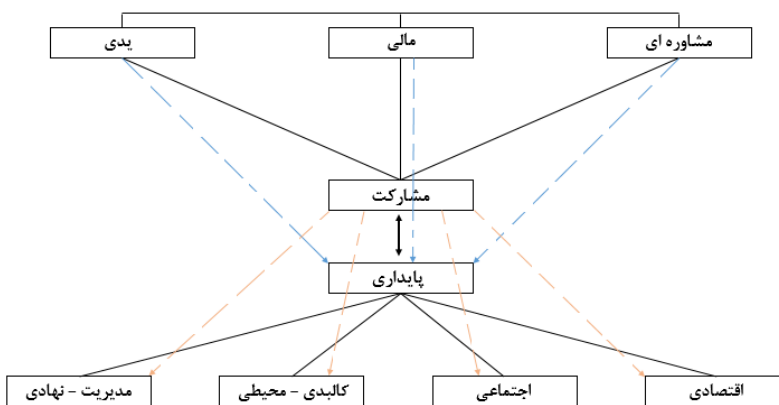 مشاوره ای
مالی
یدی
مشارکت
پایداری
اقتصادی
اجتماعی
کالبدی - محیطی
مدیریت - نهادی